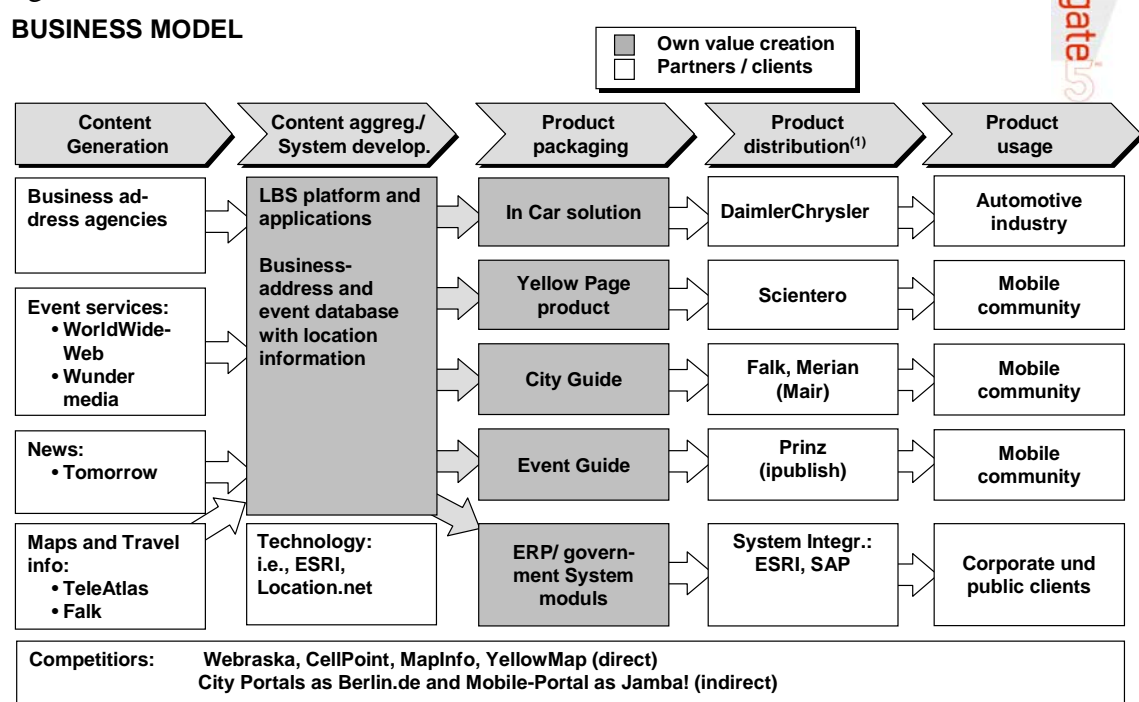 BUSINESS MODEL
Own value creation
Partners / clients
gate5
Content
Generation
Content aggreg./
System develop.
Product
packaging
Product
distribution(1)
Product
usage
Business ad-
dress agencies
Event services:
• WorldWide-
Web
• Wunder
media
News:
• Tomorrow
Maps and Travel
info:
• TeleAtlas
• Falk
LBS platform and
applications
Business-
address and
event database
with location
information
Technology:
i.e., ESRI,
Location.net
In Car solution
Yellow Page
product
City Guide
Event Guide
ERP/ govern-
ment System
moduls
DaimlerChrysler
Scientero
Falk, Merian
(Mair)
Prinz
(ipublish)
System Integr.:
ESRI, SAP
Automotive
industry
Mobile
community
Mobile
community
Mobile
community
Corporate und
public clients
Competitiors: Webraska, CellPoint, MapInfo, YellowMap (direct)
City Portals as Berlin.de and Mobile-Portal as Jamba! (indirect)